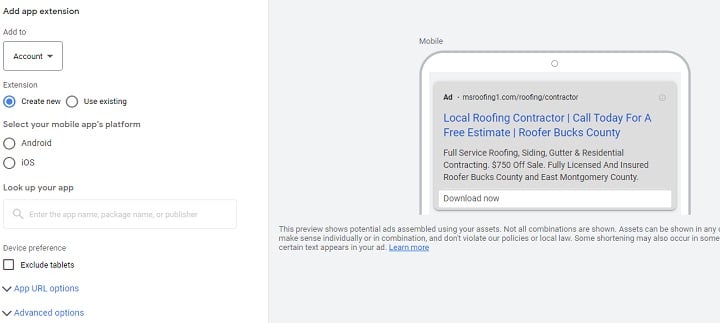 Add app extension
Add to
Account
Extension
Create new
Use existing
Select your mobile app's platform
Android
iOS
Look up your app
Enter the app name, package name, or publisher
Device preference
Exclude tablets
App URL options
Advanced options
Mobile
Ad · msroofing1.com/roofing/contractor
Local Roofing Contractor | Call Today For A
Free Estimate | Roofer Bucks County
Full Service Roofing, Siding, Gutter & Residential
Contracting. $750 Off Sale. Fully Licensed And Insured
Roofer Bucks County and East Montgomery County.
Download now
This preview shows potential ads assembled using your assets. Not all combinations are shown. Assets can be shown in any
make sense individually or in combination, and don't violate our policies or local law. Some shortening may also occur in some
certain text appears in your ad. Learn more